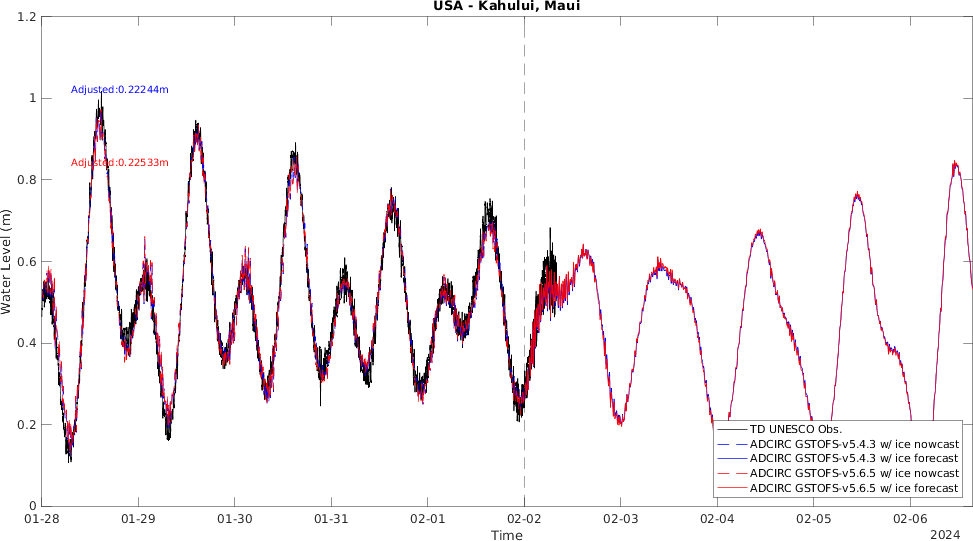 USA - Kahului, Maui
1.2
1
0.8
0.6
0.4
0.2
0
Water Level (m)
Adjusted:0.22244m
Adjusted:0.22533m
TD UNESCO Obs.
ADCIRC GSTOFS-v5.4.3 w/ ice nowcast
ADCIRC GSTOFS-v5.4.3 w/ ice forecast
ADCIRC GSTOFS-v5.6.5 w/ ice nowcast
ADCIRC GSTOFS-v5.6.5 w/ ice forecast
01-28 01-29 01-30 01-31 02-01 02-02 02-03 02-04 02-05 02-06
Time
2024